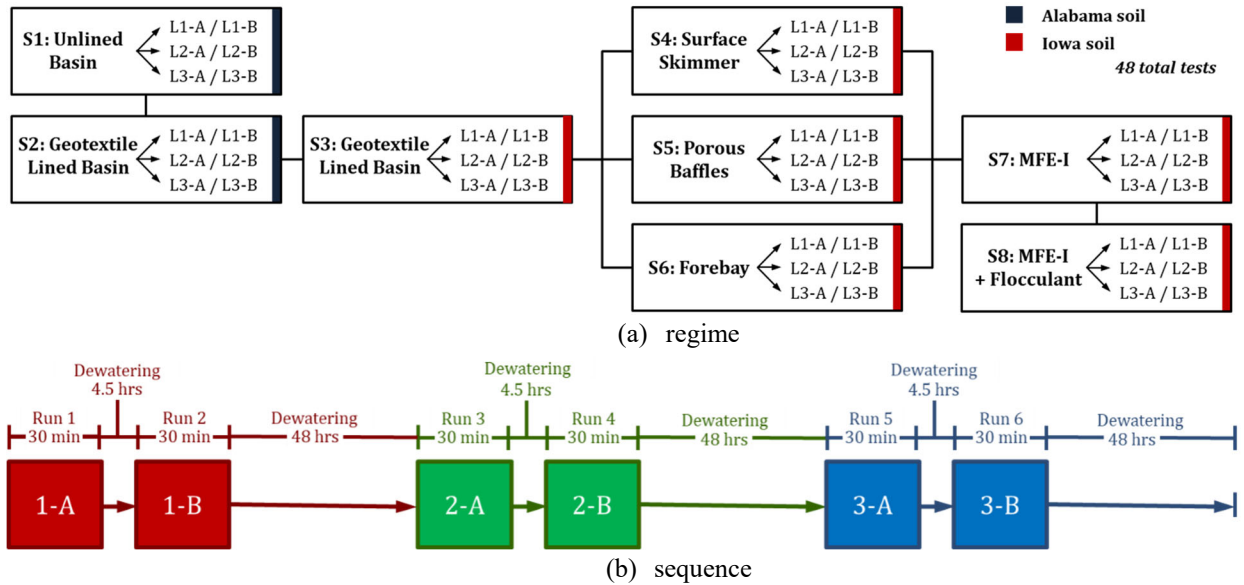 S1: Unlined
Basin
L1-A / L1-B
L2-A / L2-B
L3-A / L3-B
S2: Geotextile
Lined Basin
L1-A / L1-B
L2-A / L2-B
L3-A / L3-B
S3: Geotextile
Lined Basin
L1-A / L1-B
L2-A / L2-B
L3-A / L3-B
S4: Surface
Skimmer
L1-A / L1-B
L2-A / L2-B
L3-A / L3-B
S5: Porous
Baffles
L1-A / L1-B
L2-A / L2-B
L3-A / L3-B
S6: Forebay
L1-A / L1-B
L2-A / L2-B
L3-A / L3-B
Alabama soil
Iowa soil
48 total tests
S7: MFE-I
L1-A / L1-B
L2-A / L2-B
L3-A / L3-B
S8: MFE-I
+ Flocculant
L1-A / L1-B
L2-A / L2-B
L3-A / L3-B
(a) regime
Dewatering
4.5 hrs
Run 1
30 min
Run 2
30 min
Dewatering
48 hrs
Dewatering
4.5 hrs
Run 3
30 min
Run 4
30 min
Dewatering
48 hrs
Dewatering
4.5 hrs
Run 5
30 min
Run 6
30 min
Dewatering
48 hrs
1-A
1-B
2-A
2-B
3-A
3-B
(b) sequence